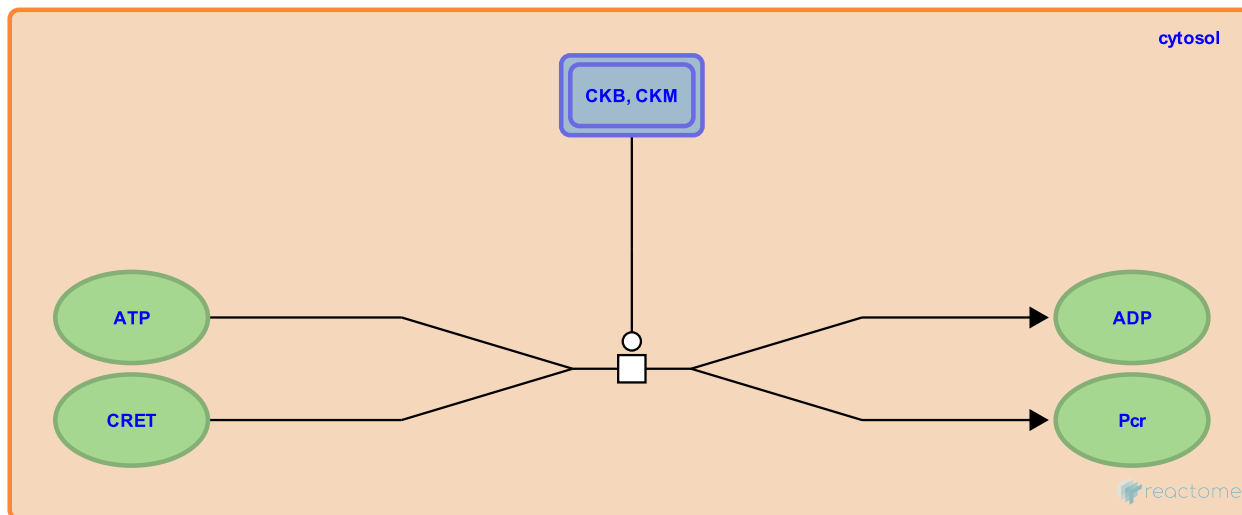 cytosol
CKB, CKM
ATP
ADP
CRET
Pcr
reactome